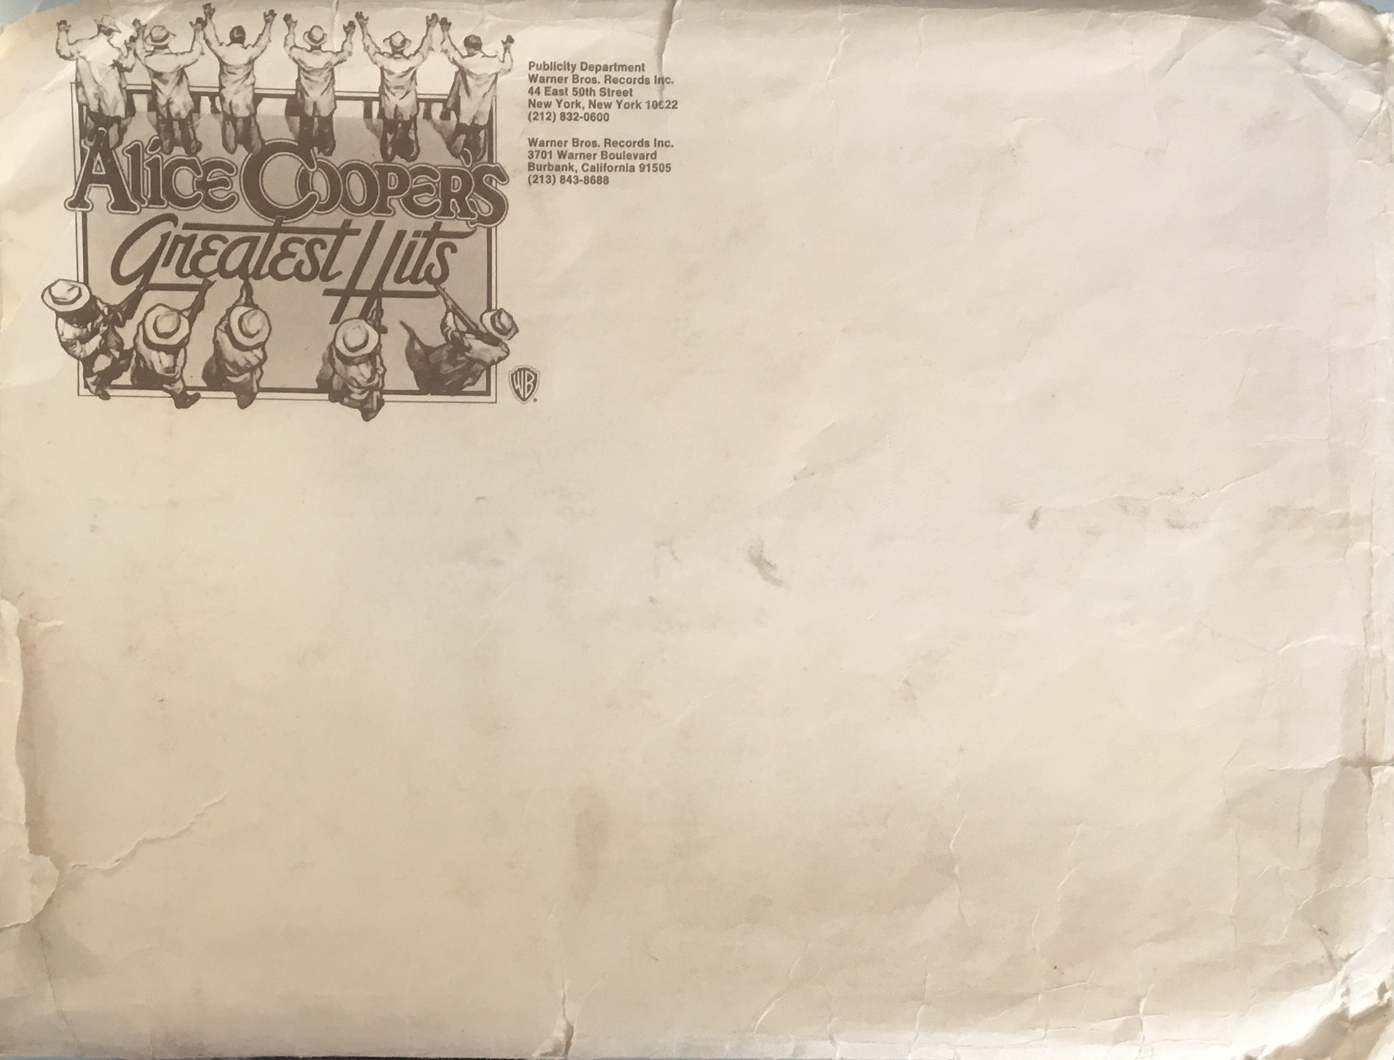 Alice Cooper's
Greatest Hits
Publicity Department
Warner Bros. Records Inc.
44 East 50th Street
New York, New York 10022
(212) 832-0600
Warner Bros. Records Inc.
3701 Warner Boulevard
Burbank, California 91505
(213) 843-8688
WB